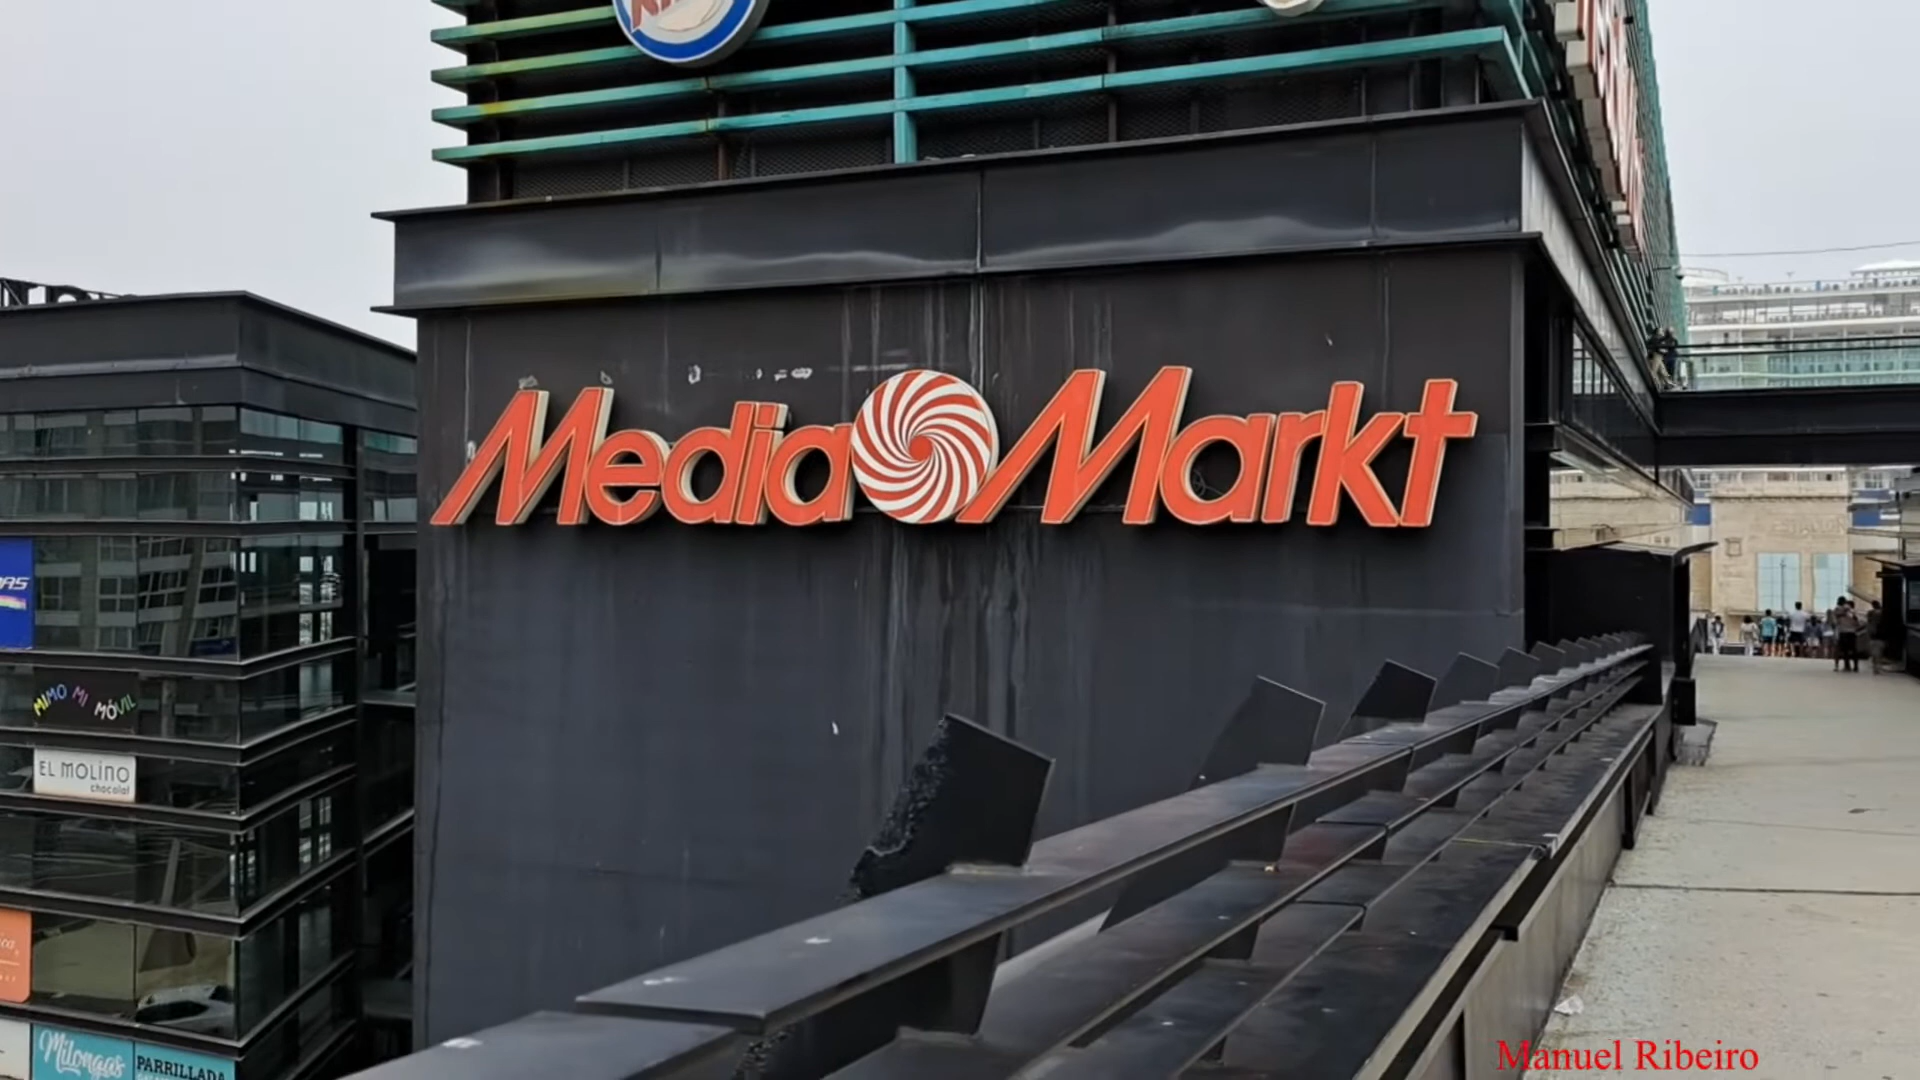 MediaMarkt
MIMO MI MÓVIL
EL MOLINO
chocolat
Milongas
PARRILLADA
Manuel Ribeiro